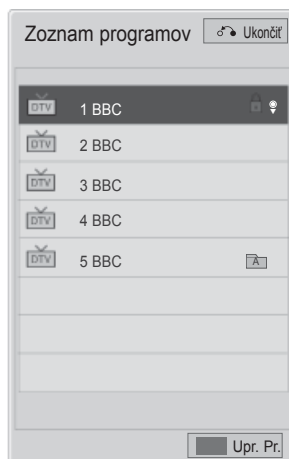 Zoznam programov Ukončiť
DTV 1 BBC
DTV 2 BBC
DTV 3 BBC
DTV 4 BBC
DTV 5 BBC A
Upr. Pr.